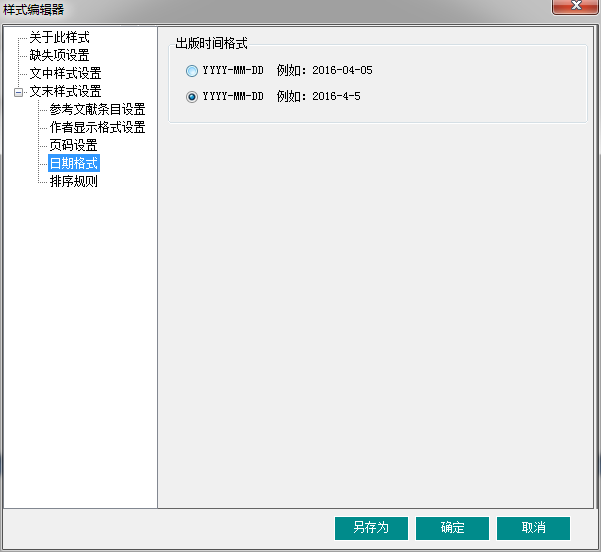 样式编辑器
关于此样式
缺失项设置
文中样式设置
文末样式设置
参考文献条目设置
作者显示格式设置
页码设置
日期格式
排序规则
出版时间格式
YYYY-MM-DD 例如：2016-04-05
YYYY-MM-DD 例如：2016-4-5
另存为
确定
取消